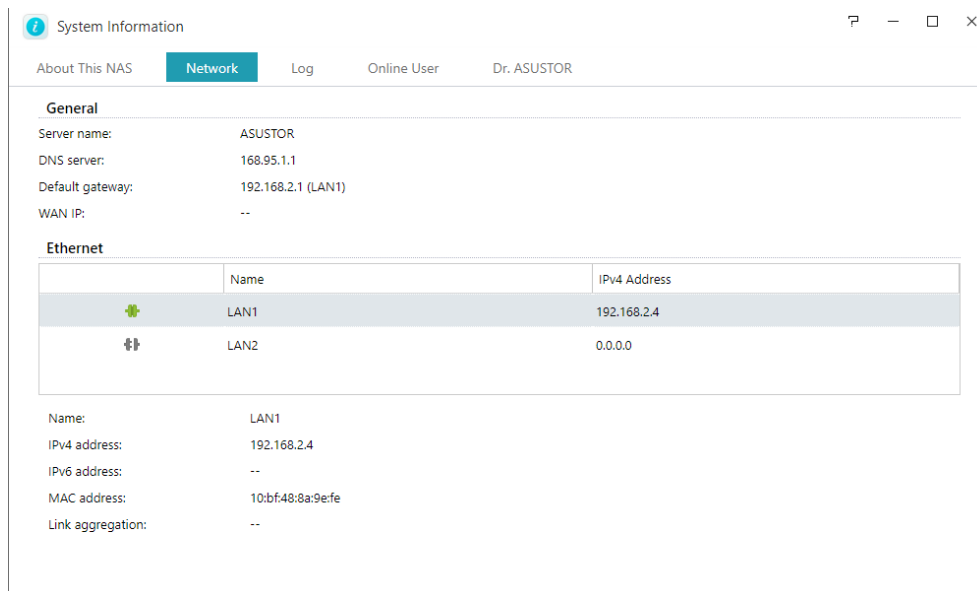 System Information
About This NAS Network Log Online User Dr. ASUSTOR
General
Server name: ASUSTOR
DNS server: 168.95.1.1
Default gateway: 192.168.2.1 (LAN1)
WAN IP: --
Ethernet
Name IPv4 Address
LAN1 192.168.2.4
LAN2 0.0.0.0
Name: LAN1
IPv4 address: 192.168.2.4
IPv6 address: --
MAC address: 10:bf:48:8a:9e:fe
Link aggregation: --